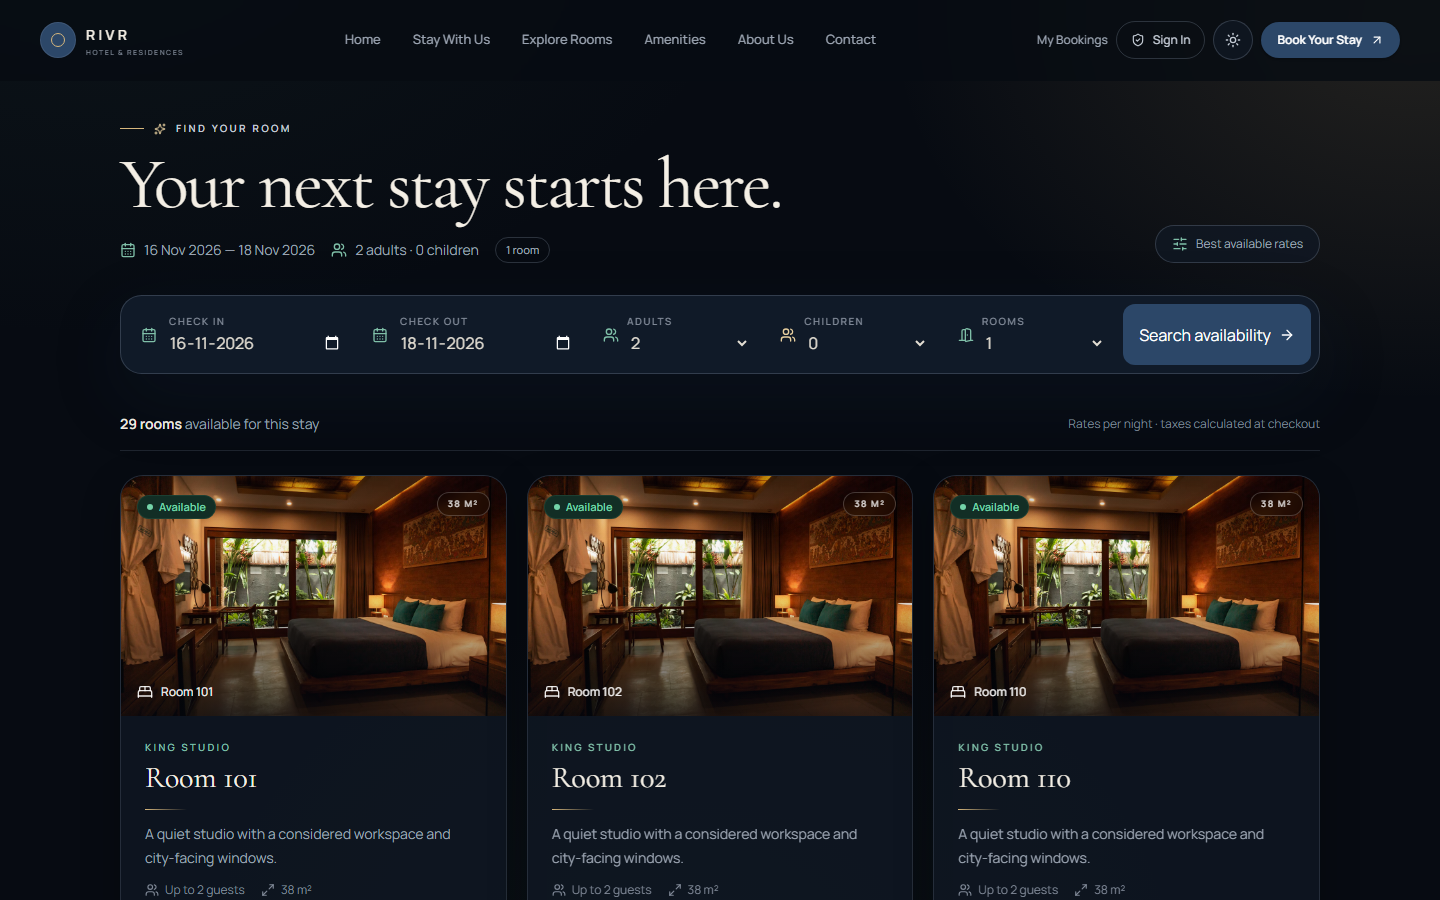 RIVR
HOTEL & RESIDENCES
Home
Stay With Us
Explore Rooms
Amenities
About Us
Contact
My Bookings
Sign In
Book Your Stay
FIND YOUR ROOM
Your next stay starts here.
16 Nov 2026 — 18 Nov 2026
2 adults · 0 children
1 room
Best available rates
CHECK IN
16-11-2026
CHECK OUT
18-11-2026
ADULTS
2
CHILDREN
0
ROOMS
1
Search availability
29 rooms available for this stay
Rates per night · taxes calculated at checkout
Available
38 M²
Room 101
KING STUDIO
Room 101
A quiet studio with a considered workspace and
city-facing windows.
Up to 2 guests
38 m²
Available
38 M²
Room 102
KING STUDIO
Room 102
A quiet studio with a considered workspace and
city-facing windows.
Up to 2 guests
38 m²
Available
38 M²
Room 110
KING STUDIO
Room 110
A quiet studio with a considered workspace and
city-facing windows.
Up to 2 guests
38 m²